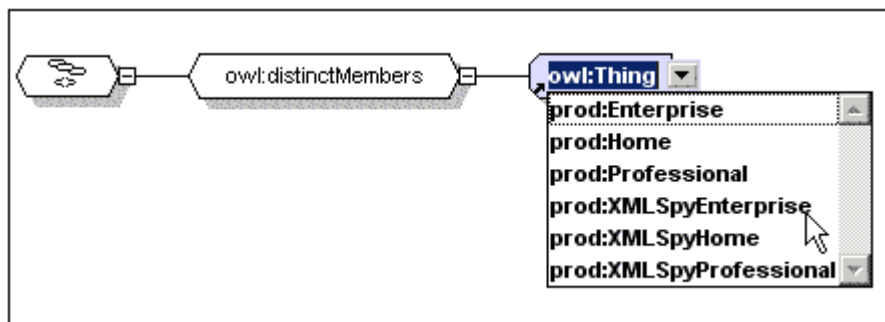 owl:distinctMembers
owl:Thing
prod:Enterprise
prod:Home
prod:Professional
prod:XMLSpyEnterprise
prod:XMLSpyHome
prod:XMLSpyProfessional